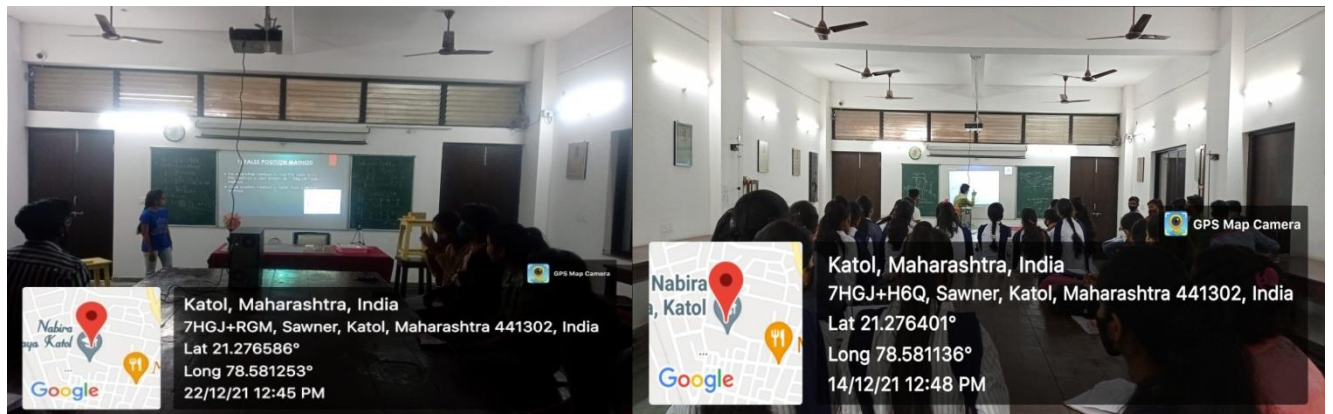 FALSE POSITION MATHOD
GPS Map Camera
Nabira
aya Katol
Google
Katol, Maharashtra, India
7HGJ+RGM, Sawner, Katol, Maharashtra 441302, India
Lat 21.276586°
Long 78.581253°
22/12/21 12:45 PM
GPS Map Camera
Nabira
a, Katol
Google
Katol, Maharashtra, India
7HGJ+H6Q, Sawner, Katol, Maharashtra 441302, India
Lat 21.276401°
Long 78.581136°
14/12/21 12:48 PM